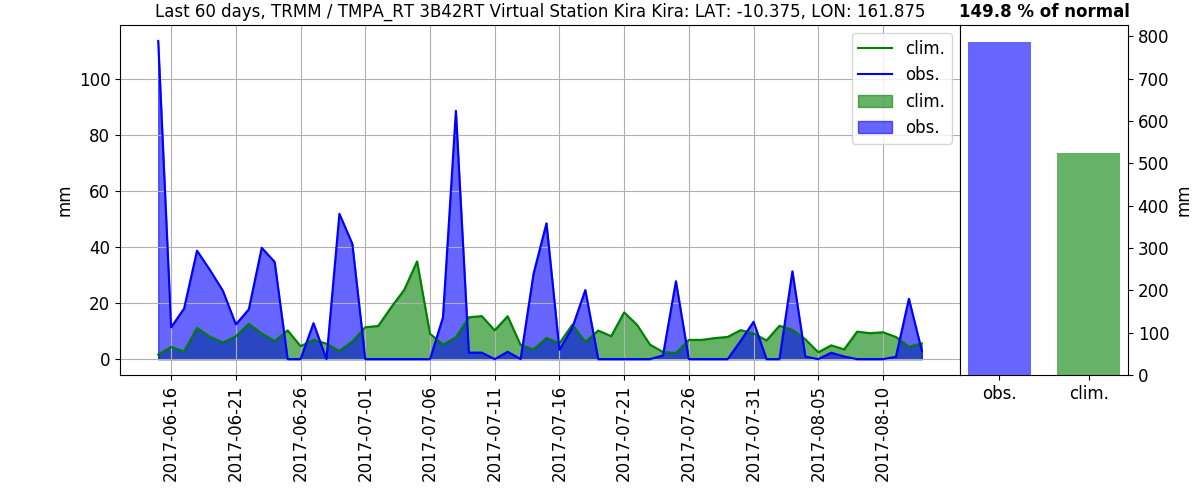 Last 60 days, TRMM / TMPA_RT 3B42RT Virtual Station Kira Kira: LAT: -10.375, LON: 161.875
149.8 % of normal
clim.
obs.
clim.
obs.
mm
100
80
60
40
20
0
2017-06-16
2017-06-21
2017-06-26
2017-07-01
2017-07-06
2017-07-11
2017-07-16
2017-07-21
2017-07-26
2017-07-31
2017-08-05
2017-08-10
800
700
600
500
400
300
200
100
0
mm
obs.
clim.